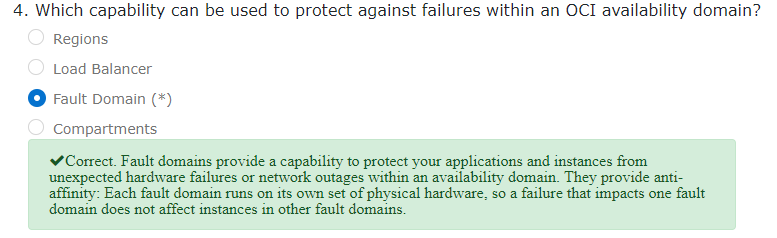 4. Which capability can be used to protect against failures within an OCI availability domain?
Regions
Load Balancer
Fault Domain (*)
Compartments
✔Correct. Fault domains provide a capability to protect your applications and instances from
unexpected hardware failures or network outages within an availability domain. They provide anti-
affinity: Each fault domain runs on its own set of physical hardware, so a failure that impacts one fault
domain does not affect instances in other fault domains.